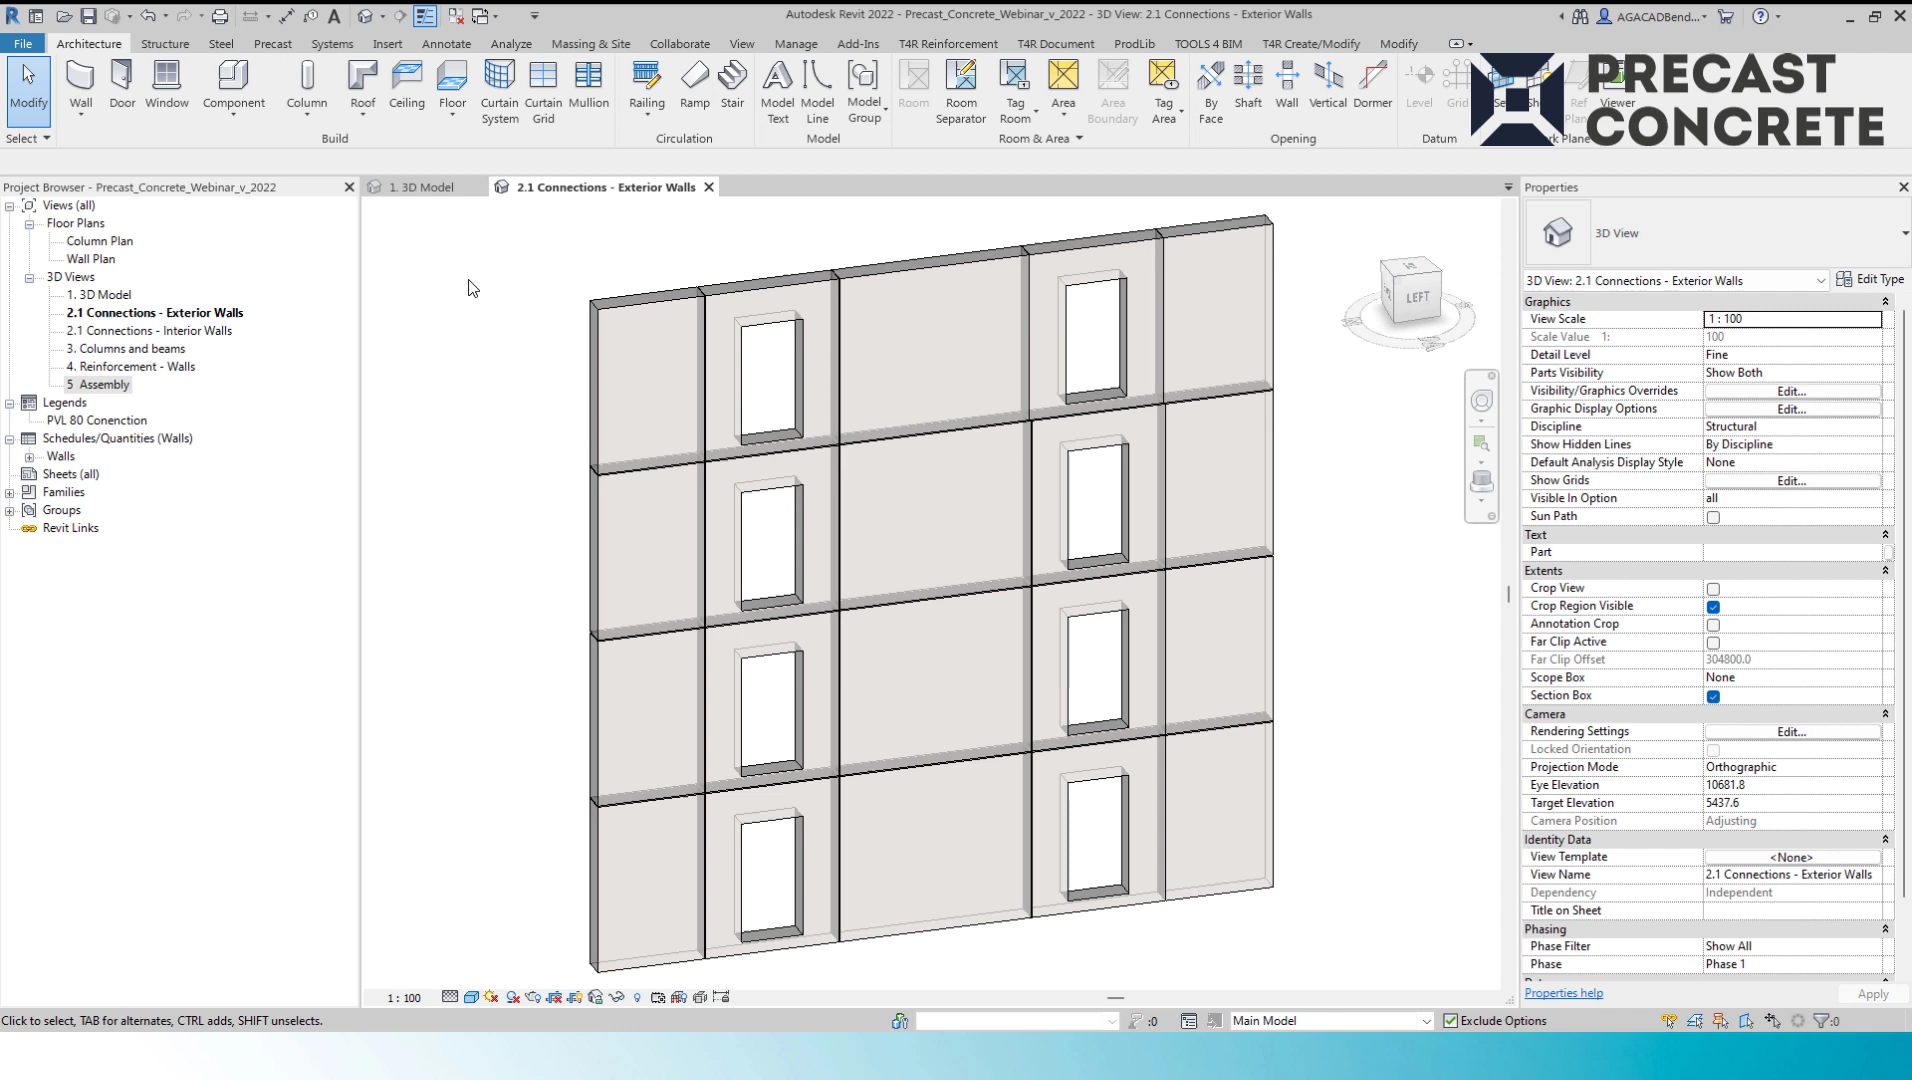 Autodesk Revit 2022 - Precast_Concrete_Webinar_v_2022 - 3D View: 2.1 Connections - Exterior Walls
AGACADBend...
File Architecture Structure Steel Precast Systems Insert Annotate Analyze Massing & Site Collaborate View Manage Add-Ins T4R Reinforcement T4R Document ProdLib TOOLS 4 BIM T4R Create/Modify Modify
PRECAST
CONCRETE
Modify Wall Door Window Component Column Roof Ceiling Floor Curtain System Curtain Grid Mullion Railing Ramp Stair Model Text Model Line Model Group Room Room Separator Tag Room Area Area Boundary Tag Area By Face Shaft Wall Vertical Dormer Level Grid Viewer
Select Build Circulation Model Room & Area Opening Datum
Project Browser - Precast_Concrete_Webinar_v_2022
Views (all)
Floor Plans
Column Plan
Wall Plan
3D Views
1. 3D Model
2.1 Connections - Exterior Walls
2.1 Connections - Interior Walls
3. Columns and beams
4. Reinforcement - Walls
5 Assembly
Legends
PVL 80 Conenction
Schedules/Quantities (Walls)
Walls
Sheets (all)
Families
Groups
Revit Links
1. 3D Model 2.1 Connections - Exterior Walls
LEFT
Properties
3D View
3D View: 2.1 Connections - Exterior Walls Edit Type
Graphics
View Scale 1 : 100
Scale Value 1: 100
Detail Level Fine
Parts Visibility Show Both
Visibility/Graphics Overrides Edit...
Graphic Display Options Edit...
Discipline Structural
Show Hidden Lines By Discipline
Default Analysis Display Style None
Show Grids Edit...
Visible In Option all
Sun Path
Text
Part
Extents
Crop View
Crop Region Visible
Annotation Crop
Far Clip Active
Far Clip Offset 304800.0
Scope Box None
Section Box
Camera
Rendering Settings Edit...
Locked Orientation
Projection Mode Orthographic
Eye Elevation 10681.8
Target Elevation 5437.6
Camera Position Adjusting
Identity Data
View Template <None>
View Name 2.1 Connections - Exterior Walls
Dependency Independent
Title on Sheet
Phasing
Phase Filter Show All
Phase Phase 1
Properties help Apply
1 : 100
Click to select, TAB for alternates, CTRL adds, SHIFT unselects. :0 Main Model Exclude Options :0